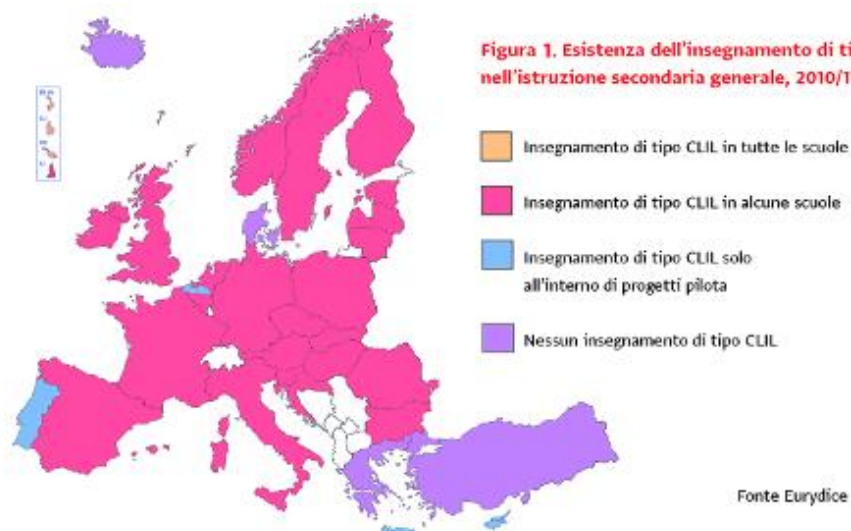 Figura 1. Esistenza dell'insegnamento di ti
nell'istruzione secondaria generale, 2010/1
Insegnamento di tipo CLIL in tutte le scuole
Insegnamento di tipo CLIL in alcune scuole
Insegnamento di tipo CLIL solo
all'interno di progetti pilota
Nessun insegnamento di tipo CLIL
Fonte Eurydice